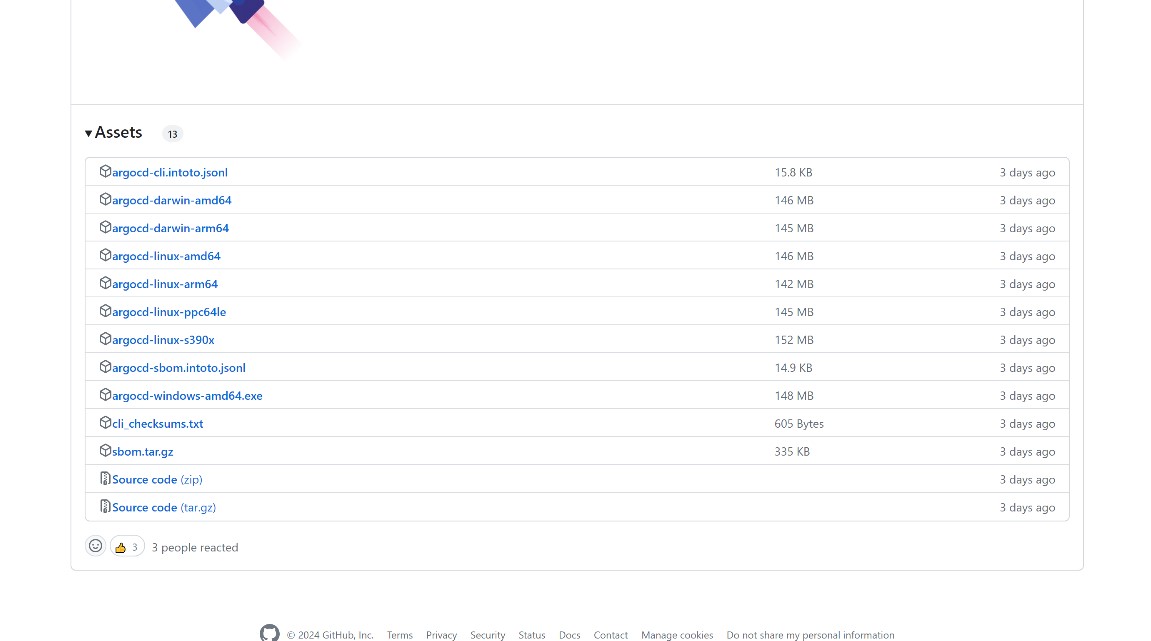 ▾ Assets 13
argocd-cli.intoto.jsonl 15.8 KB 3 days ago
argocd-darwin-amd64 146 MB 3 days ago
argocd-darwin-arm64 145 MB 3 days ago
argocd-linux-amd64 146 MB 3 days ago
argocd-linux-arm64 142 MB 3 days ago
argocd-linux-ppc64le 145 MB 3 days ago
argocd-linux-s390x 152 MB 3 days ago
argocd-sbom.intoto.jsonl 14.9 KB 3 days ago
argocd-windows-amd64.exe 148 MB 3 days ago
cli_checksums.txt 605 Bytes 3 days ago
sbom.tar.gz 335 KB 3 days ago
Source code (zip) 3 days ago
Source code (tar.gz) 3 days ago
👍 3 3 people reacted
© 2024 GitHub, Inc. Terms Privacy Security Status Docs Contact Manage cookies Do not share my personal information